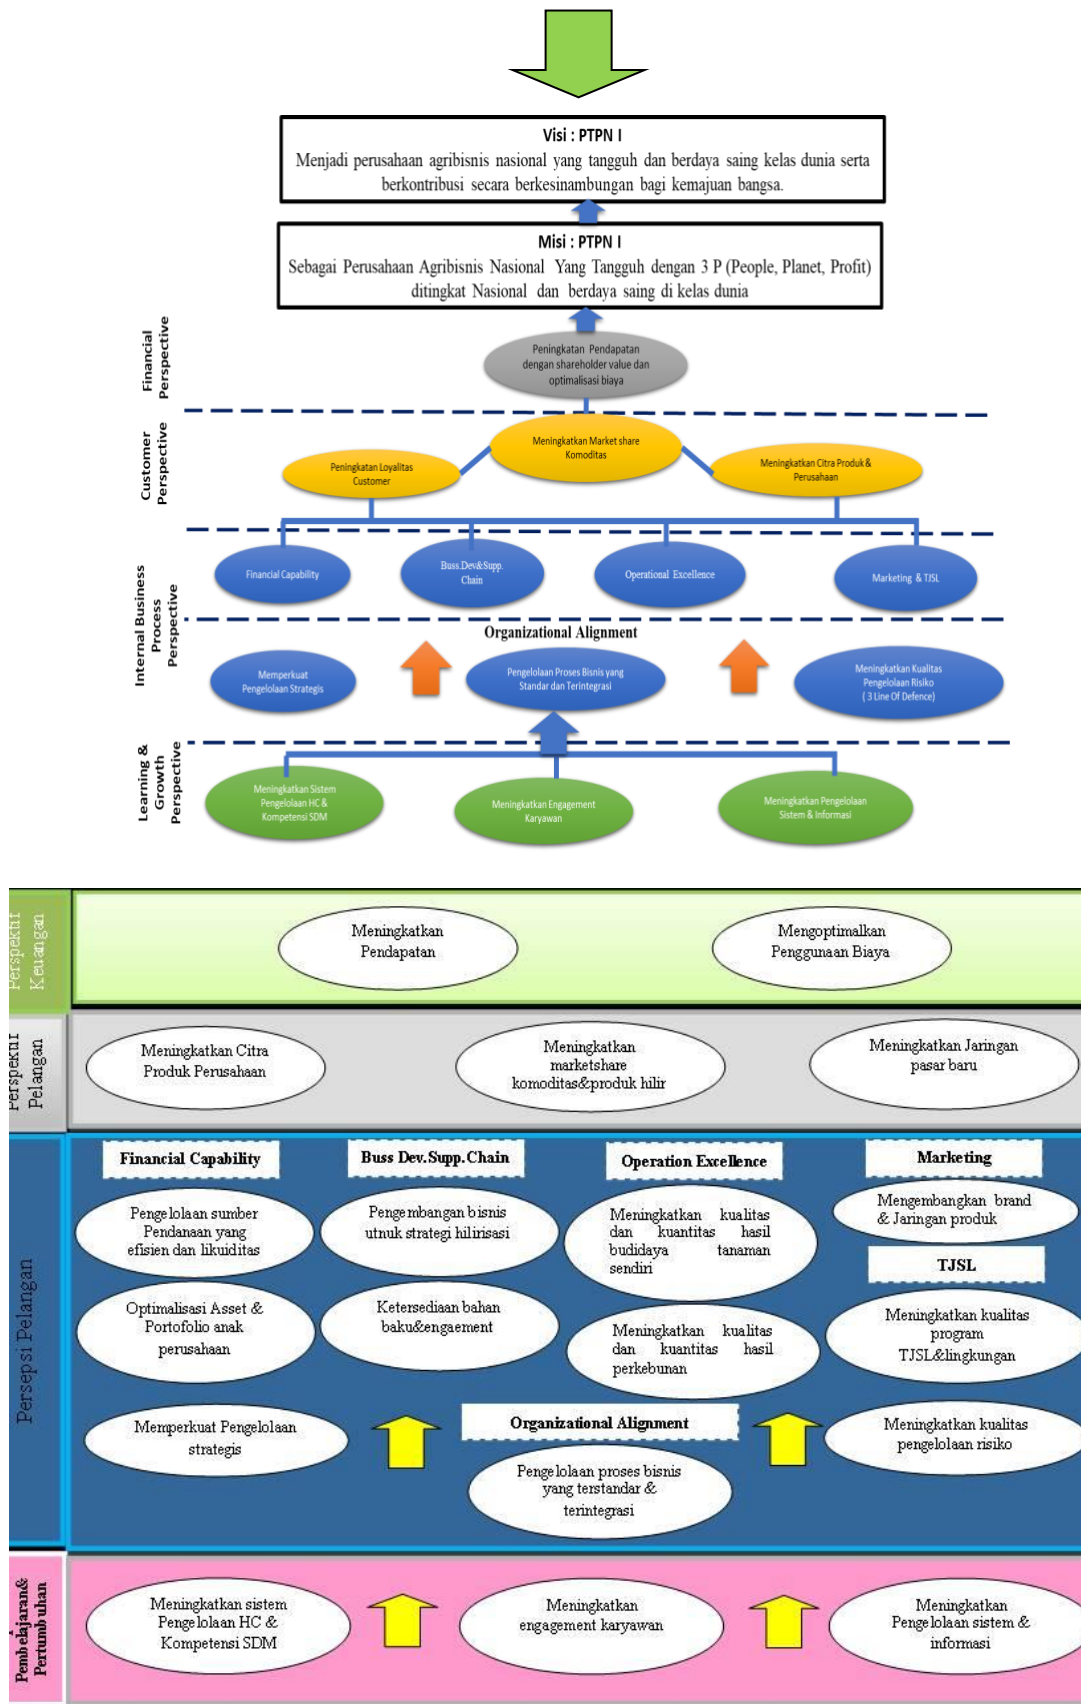 Visi : PTPN I
Menjadi perusahaan agribisnis nasional yang tangguh dan berdaya saing kelas dunia serta
berkontribusi secara berkesinambungan bagi kemajuan bangsa.
Misi : PTPN I
Sebagai Perusahaan Agribisnis Nasional Yang Tangguh dengan 3 P (People, Planet, Profit)
ditingkat Nasional dan berdaya saing di kelas dunia
Financial
Perspective
Peningkatan Pendapatan
dengan shareholder value dan
optimalisasi biaya
Customer
Perspective
Meningkatkan Market share
Komoditas
Peningkatan Loyalitas
Customer
Meningkatkan Citra Produk &
Perusahaan
Internal Business
Process
Perspective
Financial Capability
Buss.Dev&Supp.
Chain
Operational Excellence
Marketing & TJSL
Organizational Alignment
Memperkuat
Pengelolaan Strategis
Pengelolaan Proses Bisnis yang
Standar dan Terintegrasi
Meningkatkan Kualitas
Pengelolaan Risiko
( 3 Line Of Defence)
Learning &
Growth
Perspective
Meningkatkan Sistem
Pengelolaan HC &
Kompetensi SDM
Meningkatkan Engagement
Karyawan
Meningkatkan Pengelolaan
Sistem & Informasi
Perspektif
Keuangan
Meningkatkan
Pendapatan
Mengoptimalkan
Penggunaan Biaya
Perspektif
Pelangan
Meningkatkan Citra
Produk Perusahaan
Meningkatkan
marketshare
komoditas&produk hilir
Meningkatkan Jaringan
pasar baru
Persepsi Pelangan
Financial Capability
Buss Dev.Supp.Chain
Operation Excellence
Marketing
Pengelolaan sumber
Pendanaan yang
efisien dan likuiditas
Pengembangan bisnis
utnuk strategi hilirisasi
Meningkatkan kualitas
dan kuantitas hasil
budidaya tanaman
sendiri
Mengembangkan brand
& Jaringan produk
TJSL
Optimalisasi Asset &
Portofolio anak
perusahaan
Ketersediaan bahan
baku&engaement
Meningkatkan kualitas
dan kuantitas hasil
perkebunan
Meningkatkan kualitas
program
TJSL&lingkungan
Memperkuat Pengelolaan
strategis
Organizational Alignment
Pengelolaan proses bisnis
yang terstandar &
terintegrasi
Meningkatkan kualitas
pengelolaan risiko
Pembelajaran&
Pertumbuhan
Meningkatkan sistem
Pengelolaan HC &
Kompetensi SDM
Meningkatkan
engagement karyawan
Meningkatkan
Pengelolaan sistem &
informasi